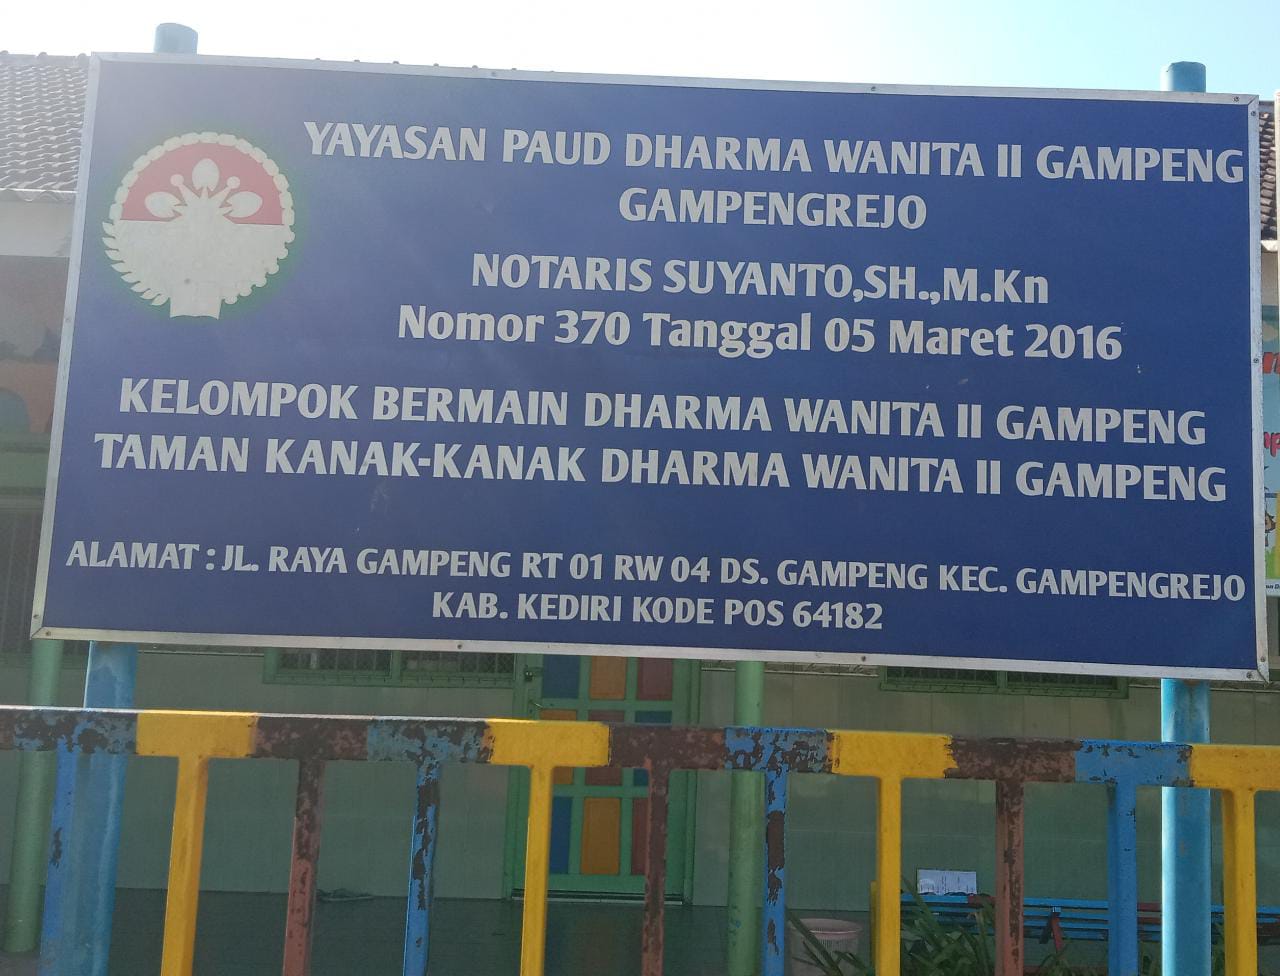 YAYASAN PAUD DHARMA WANITA II GAMPENG
GAMPENGREJO
NOTARIS SUYANTO,SH.,M.Kn
Nomor 370 Tanggal 05 Maret 2016
KELOMPOK BERMAIN DHARMA WANITA II GAMPENG
TAMAN KANAK-KANAK DHARMA WANITA II GAMPENG
ALAMAT : JL. RAYA GAMPENG RT 01 RW 04 DS. GAMPENG KEC. GAMPENGREJO
KAB. KEDIRI KODE POS 64182